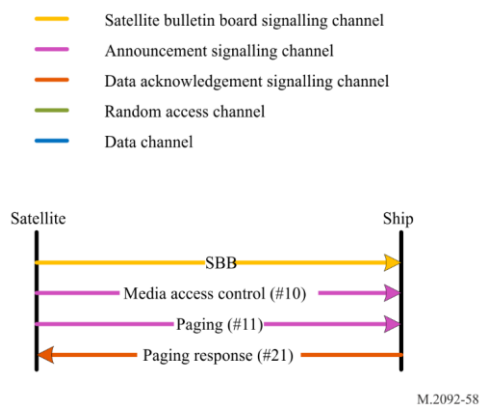 Satellite bulletin board signalling channel
Announcement signalling channel
Data acknowledgement signalling channel
Random access channel
Data channel
Satellite Ship
SBB
Media access control (#10)
Paging (#11)
Paging response (#21)
M.2092-58